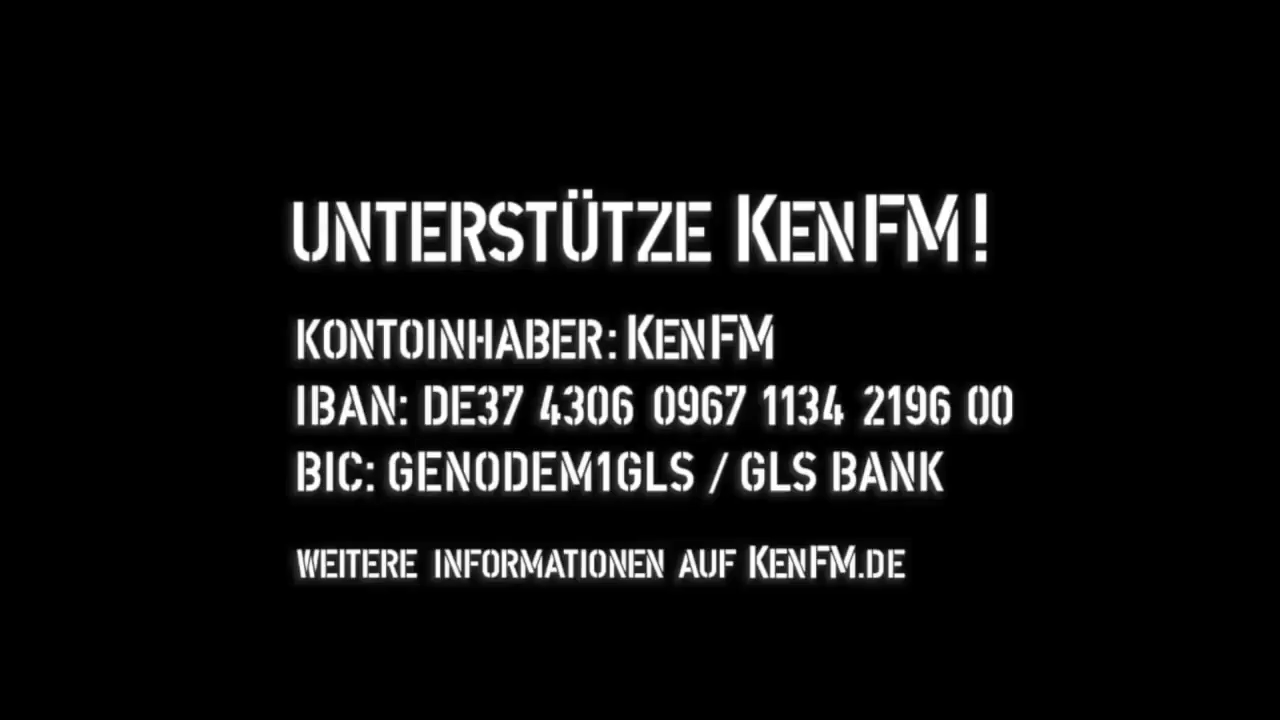 UNTERSTÜTZE KENFM!
KONTOINHABER: KENFM
IBAN: DE37 4306 0967 1134 2196 00
BIC: GENODEM1GLS / GLS BANK
WEITERE INFORMATIONEN AUF KENFM.DE